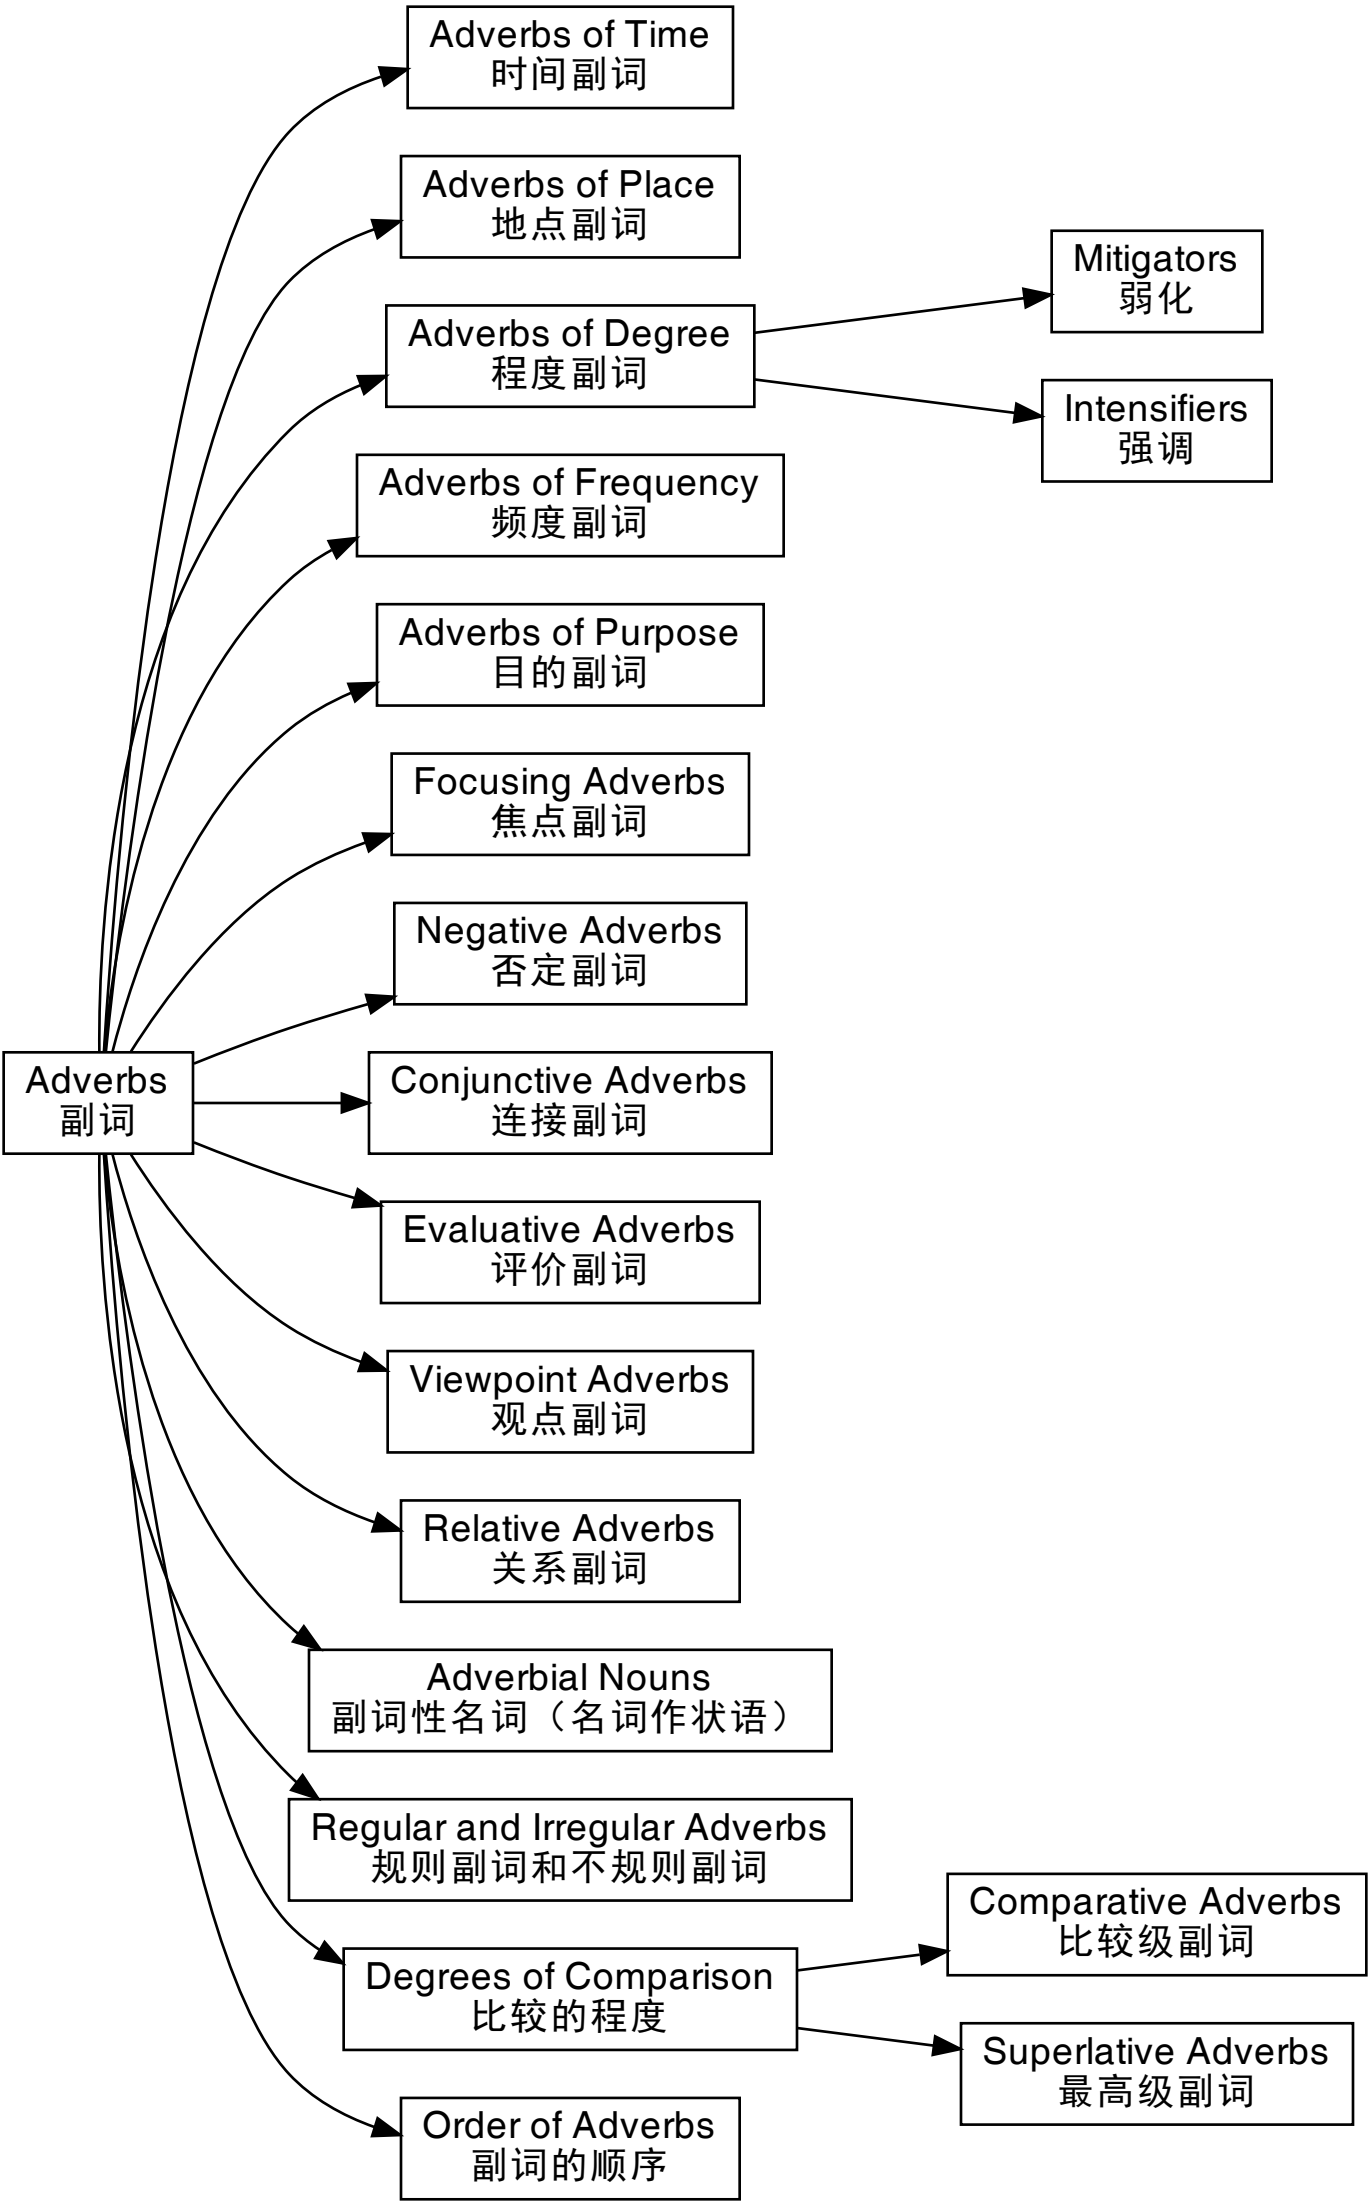 Adverbs of Time
时间副词
Adverbs of Place
地点副词
Mitigators
弱化
Adverbs of Degree
程度副词
Intensifiers
强调
Adverbs of Frequency
频度副词
Adverbs of Purpose
目的副词
Focusing Adverbs
焦点副词
Negative Adverbs
否定副词
Adverbs
副词
Conjunctive Adverbs
连接副词
Evaluative Adverbs
评价副词
Viewpoint Adverbs
观点副词
Relative Adverbs
关系副词
Adverbial Nouns
副词性名词（名词作状语）
Regular and Irregular Adverbs
规则副词和不规则副词
Comparative Adverbs
比较级副词
Degrees of Comparison
比较的程度
Superlative Adverbs
最高级副词
Order of Adverbs
副词的顺序